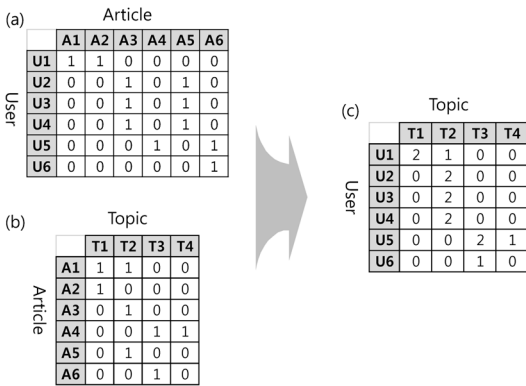 (a)
Article
A1 A2 A3 A4 A5 A6
User
U1 1 1 0 0 0 0
U2 0 0 1 0 1 0
U3 0 0 1 0 1 0
U4 0 0 1 0 1 0
U5 0 0 0 1 0 1
U6 0 0 0 0 0 1
(b)
Topic
T1 T2 T3 T4
Article
A1 1 1 0 0
A2 1 0 0 0
A3 0 1 0 0
A4 0 0 1 1
A5 0 1 0 0
A6 0 0 1 0
(c)
Topic
T1 T2 T3 T4
User
U1 2 1 0 0
U2 0 2 0 0
U3 0 2 0 0
U4 0 2 0 0
U5 0 0 2 1
U6 0 0 1 0